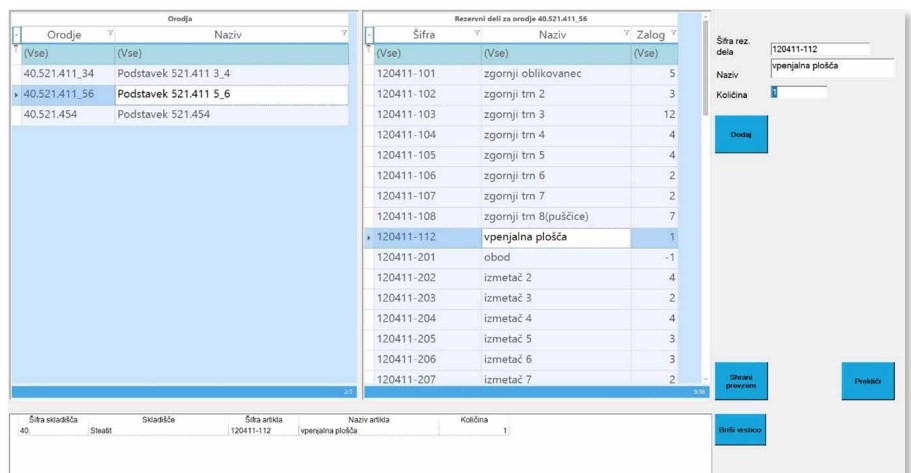 Orodja
Orodje Naziv
(Vse) (Vse)
40.521.411_34 Podstavek 521.411 3_4
40.521.411_56 Podstavek 521.411 5_6
40.521.454 Podstavek 521.454
2/3
Rezervni deli za orodje 40.521.411_56
Šifra Naziv Zalog
(Vse) (Vse) (Vse)
120411-101 zgornji oblikovanec 5
120411-102 zgornji trn 2 3
120411-103 zgornji trn 3 12
120411-104 zgornji trn 4 4
120411-105 zgornji trn 5 4
120411-106 zgornji trn 6 2
120411-107 zgornji trn 7 2
120411-108 zgornji trn 8(puščice) 7
120411-112 vpenjalna plošča 1
120411-201 obod -1
120411-202 izmetač 2 4
120411-203 izmetač 3 2
120411-204 izmetač 4 4
120411-205 izmetač 5 3
120411-206 izmetač 6 3
120411-207 izmetač 7 2
Šifra rez.
dela 120411-112
Naziv vpenjalna plošča
Količina 1
Dodaj
Shrani
prevzem
Prekliči
Šifra skladišča Skladišče Šifra artikla Naziv artikla Količina
40. Steatit 120411-112 vpenjalna plošča 1
Briši vrstico